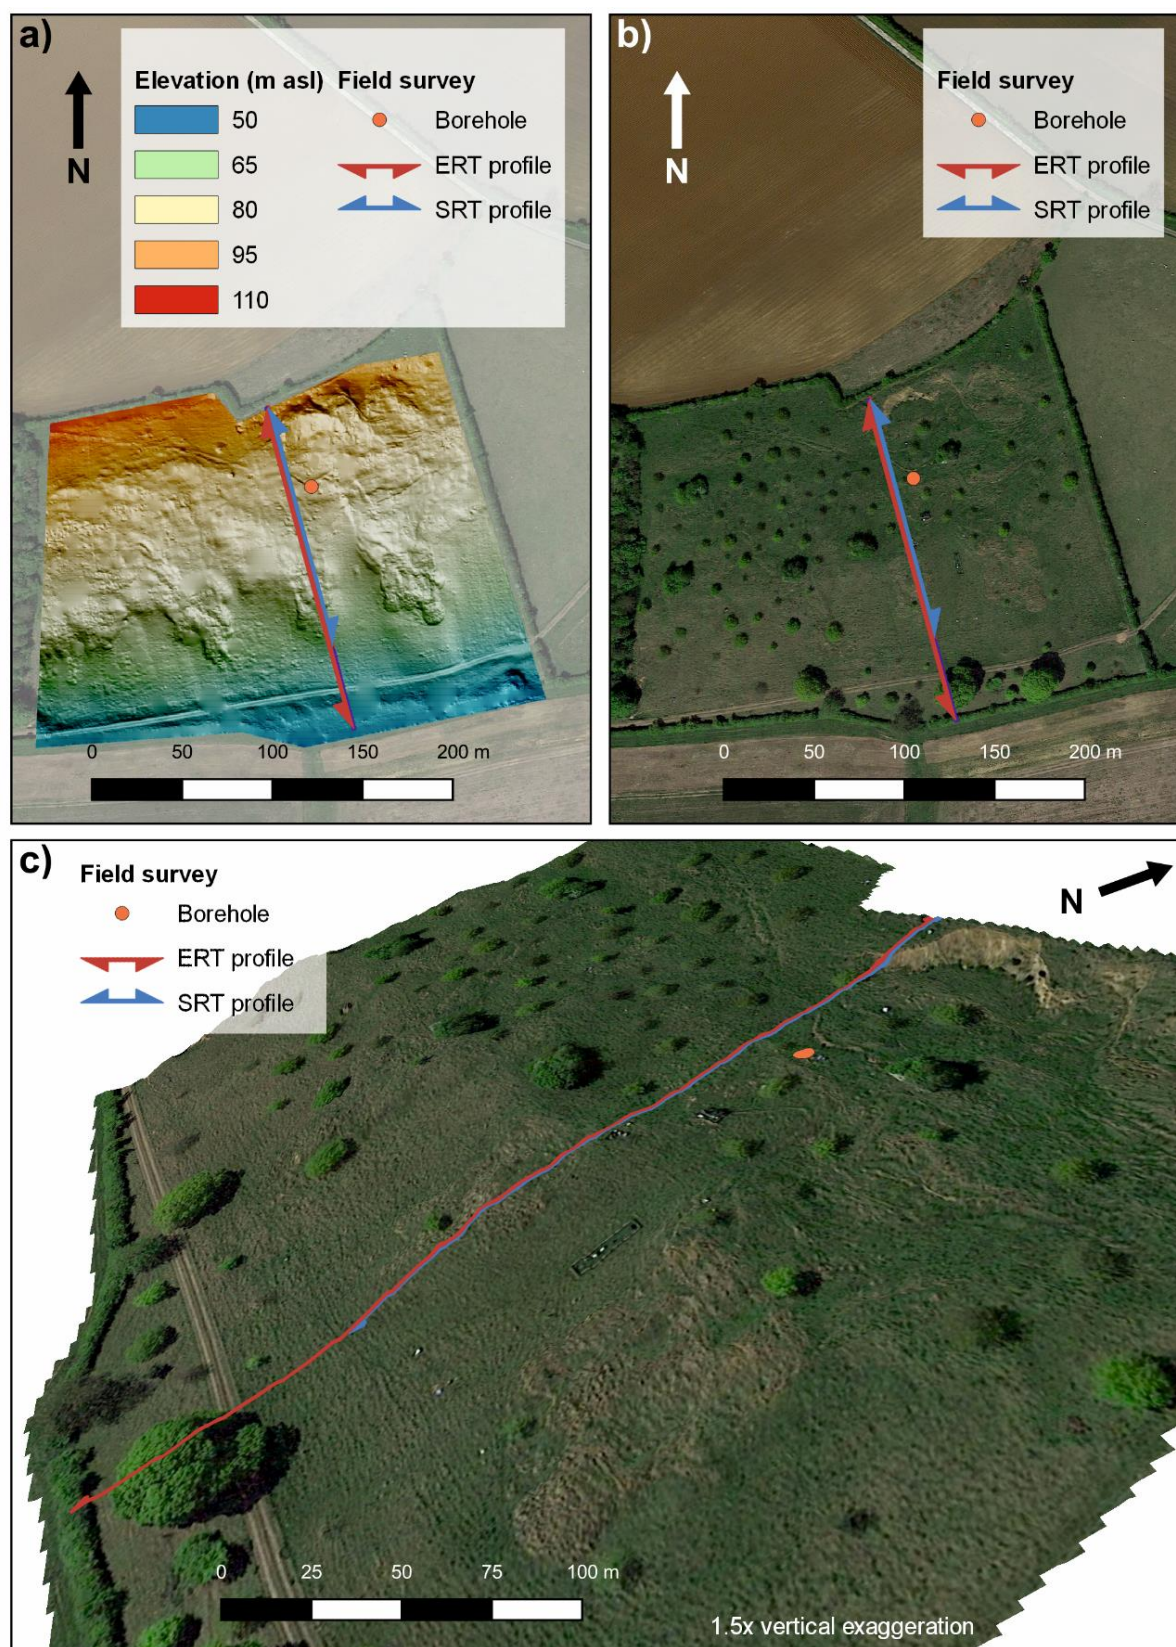 a)
Elevation (m asl)
50
65
80
95
110
Field survey
Borehole
ERT profile
SRT profile
N
0 50 100 150 200 m
b)
Field survey
Borehole
ERT profile
SRT profile
N
0 50 100 150 200 m
c)
Field survey
Borehole
ERT profile
SRT profile
N
0 25 50 75 100 m
1.5x vertical exaggeration